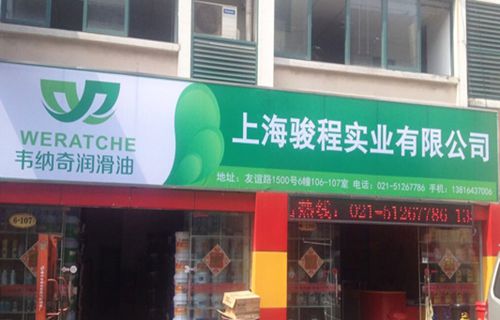 WERATCHE
韦纳奇润滑油
上海骏程实业有限公司
地址：友谊路1500号6幢106-107室 电话：021-51267786 手机：13816437006
热线：021-51267786 13
6-107